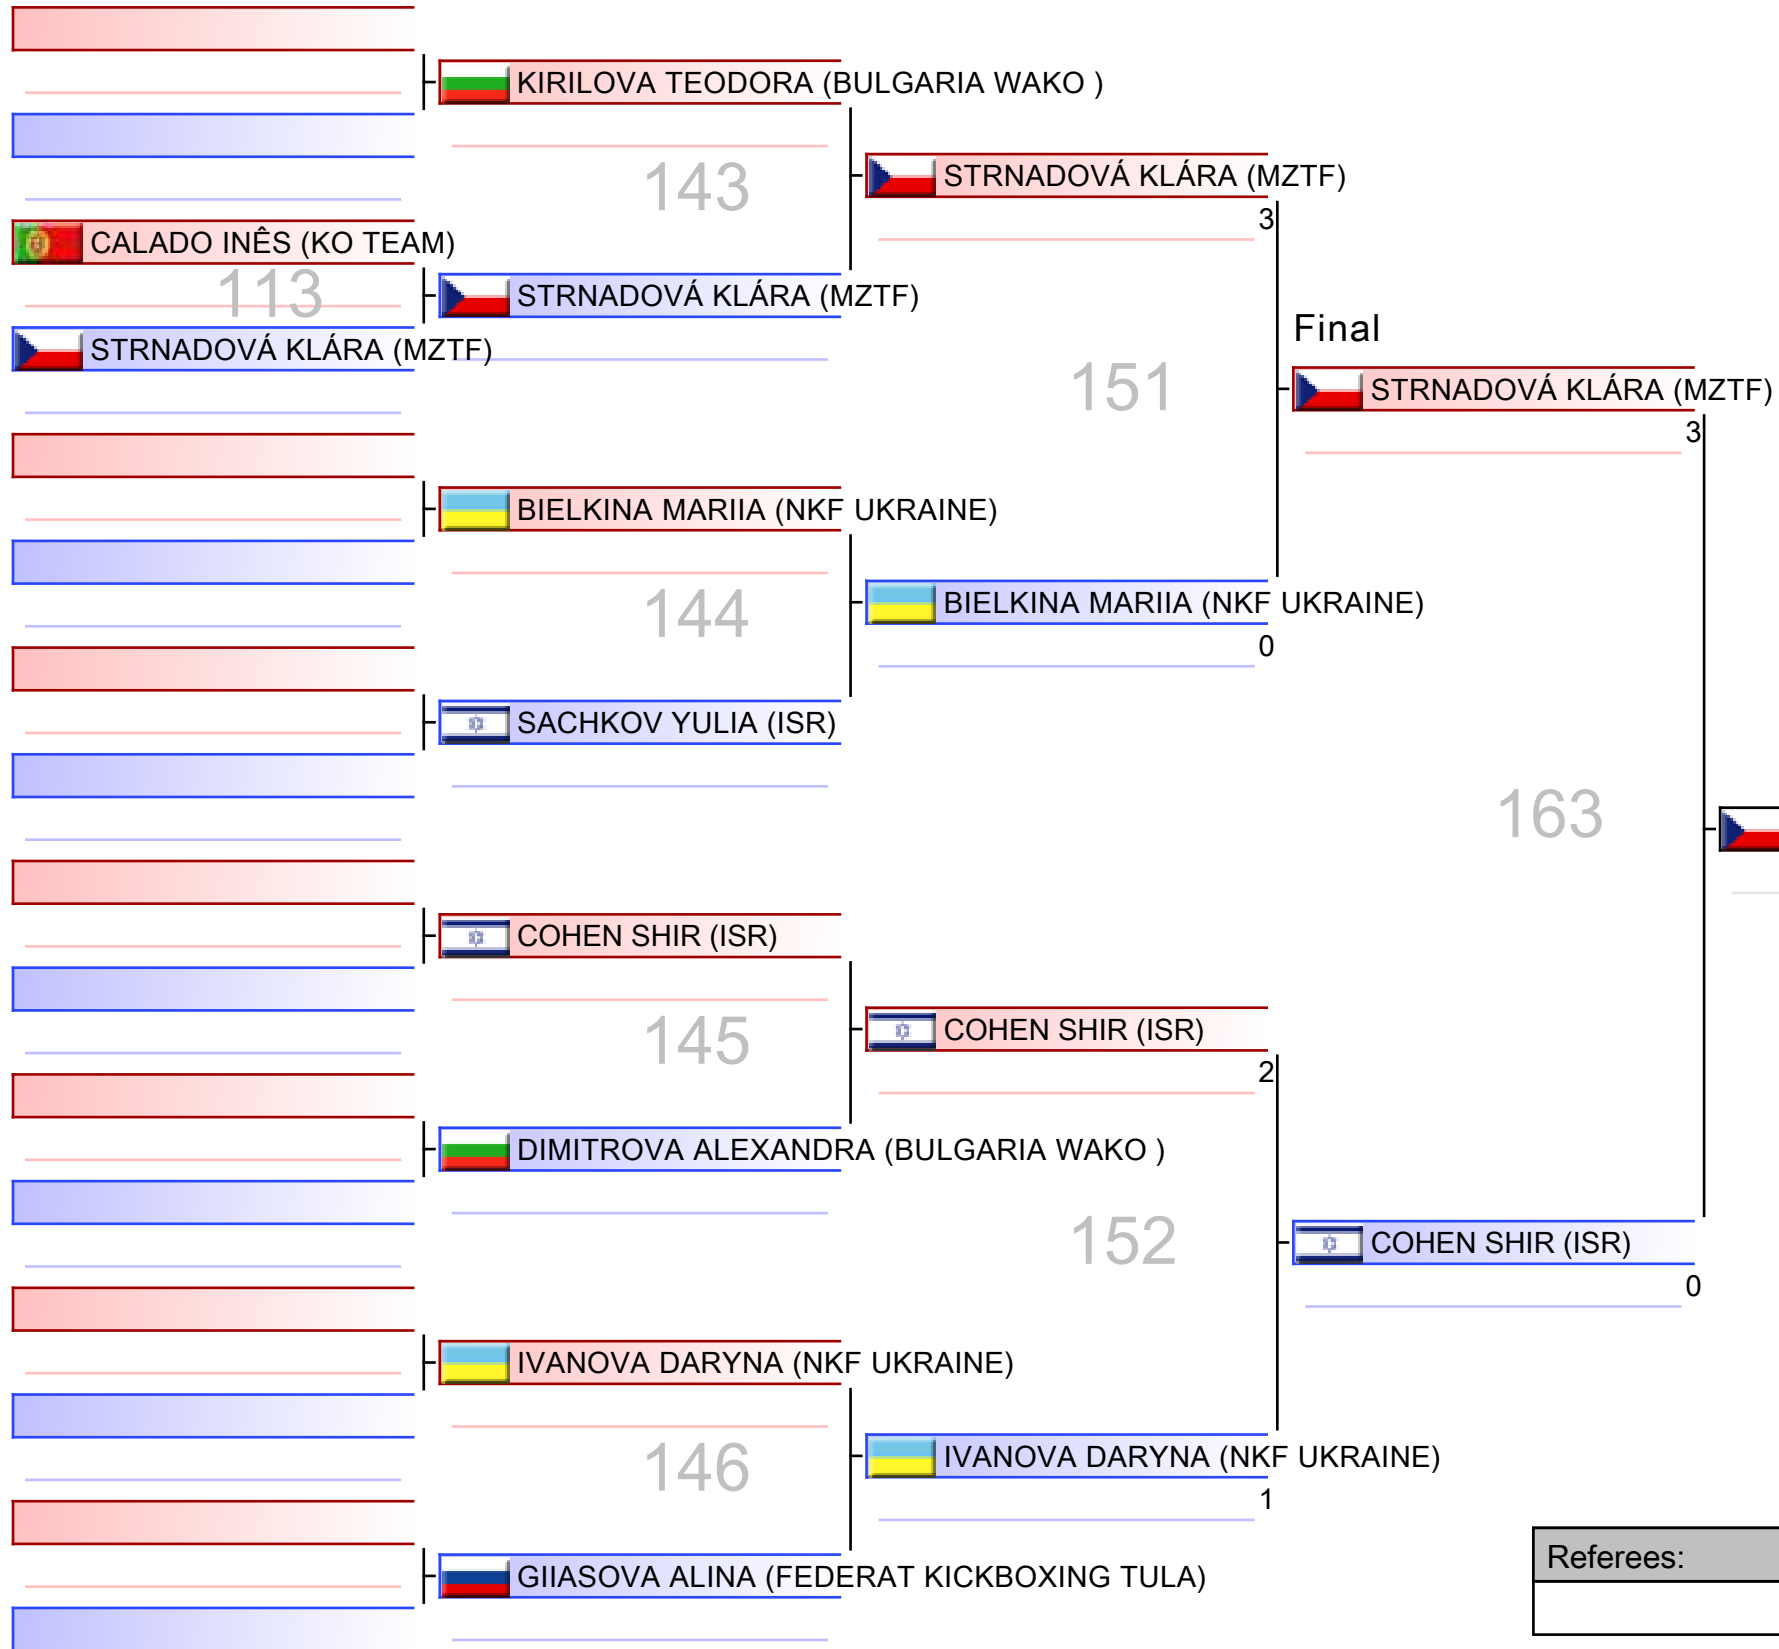 KIRILOVA TEODORA (BULGARIA WAKO )
143
STRNADOVÁ KLÁRA (MZTF)
3
CALADO INÊS (KO TEAM)
113
STRNADOVÁ KLÁRA (MZTF)
STRNADOVÁ KLÁRA (MZTF)
Final
151
STRNADOVÁ KLÁRA (MZTF)
3
BIELKINA MARIIA (NKF UKRAINE)
144
BIELKINA MARIIA (NKF UKRAINE)
0
SACHKOV YULIA (ISR)
163
COHEN SHIR (ISR)
145
COHEN SHIR (ISR)
2
DIMITROVA ALEXANDRA (BULGARIA WAKO )
152
COHEN SHIR (ISR)
0
IVANOVA DARYNA (NKF UKRAINE)
146
IVANOVA DARYNA (NKF UKRAINE)
1
GIIASOVA ALINA (FEDERAT KICKBOXING TULA)
Referees: